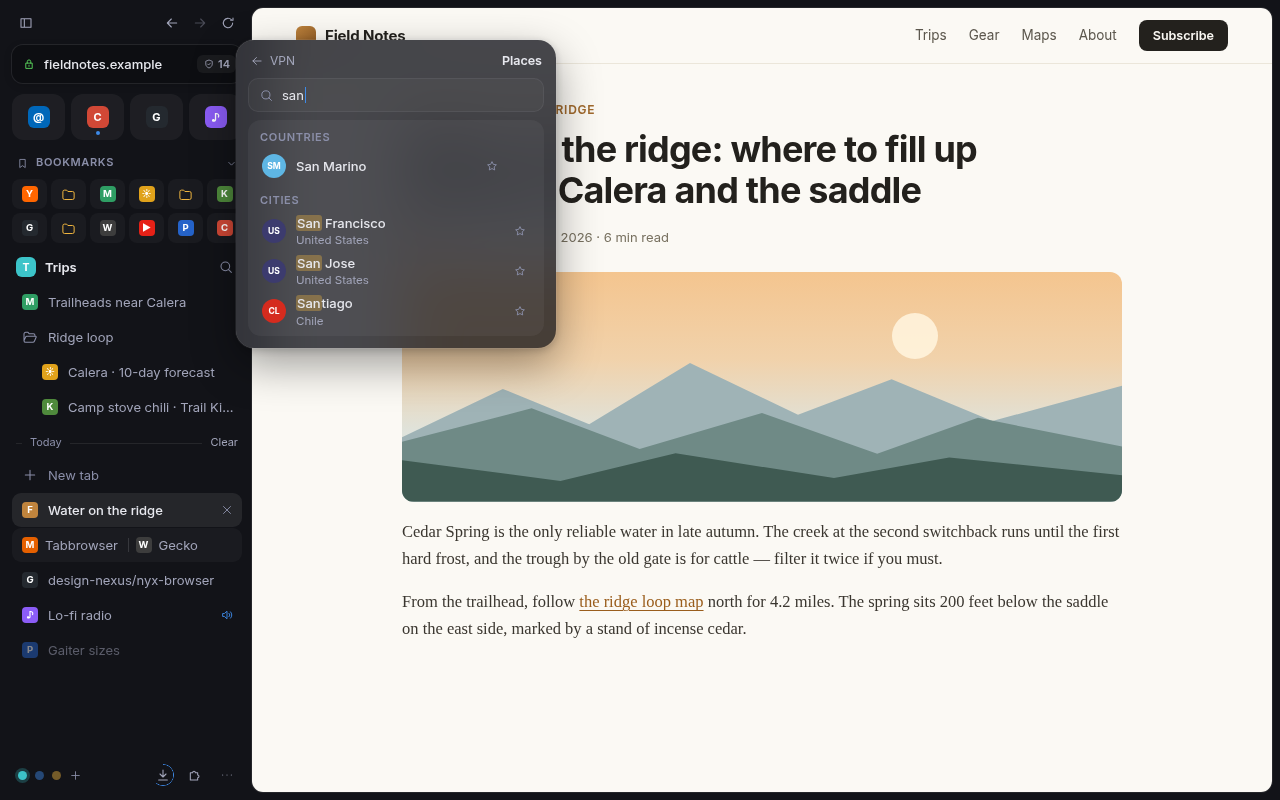 fieldnotes.example
14
@
C
G
BOOKMARKS
Y
M
K
G
W
P
C
T Trips
M Trailheads near Calera
Ridge loop
Calera · 10-day forecast
K Camp stove chili · Trail Ki...
Today
Clear
New tab
F Water on the ridge
M Tabbrowser
W Gecko
G design-nexus/nyx-browser
Lo-fi radio
P Gaiter sizes
VPN
Places
san
COUNTRIES
SM San Marino
CITIES
US San Francisco
United States
US San Jose
United States
CL Santiago
Chile
Field Notes
Trips
Gear
Maps
About
Subscribe
RIDGE
the ridge: where to fill up
Calera and the saddle
2026 · 6 min read
Cedar Spring is the only reliable water in late autumn. The creek at the second switchback runs until the first
hard frost, and the trough by the old gate is for cattle — filter it twice if you must.
From the trailhead, follow the ridge loop map north for 4.2 miles. The spring sits 200 feet below the saddle
on the east side, marked by a stand of incense cedar.